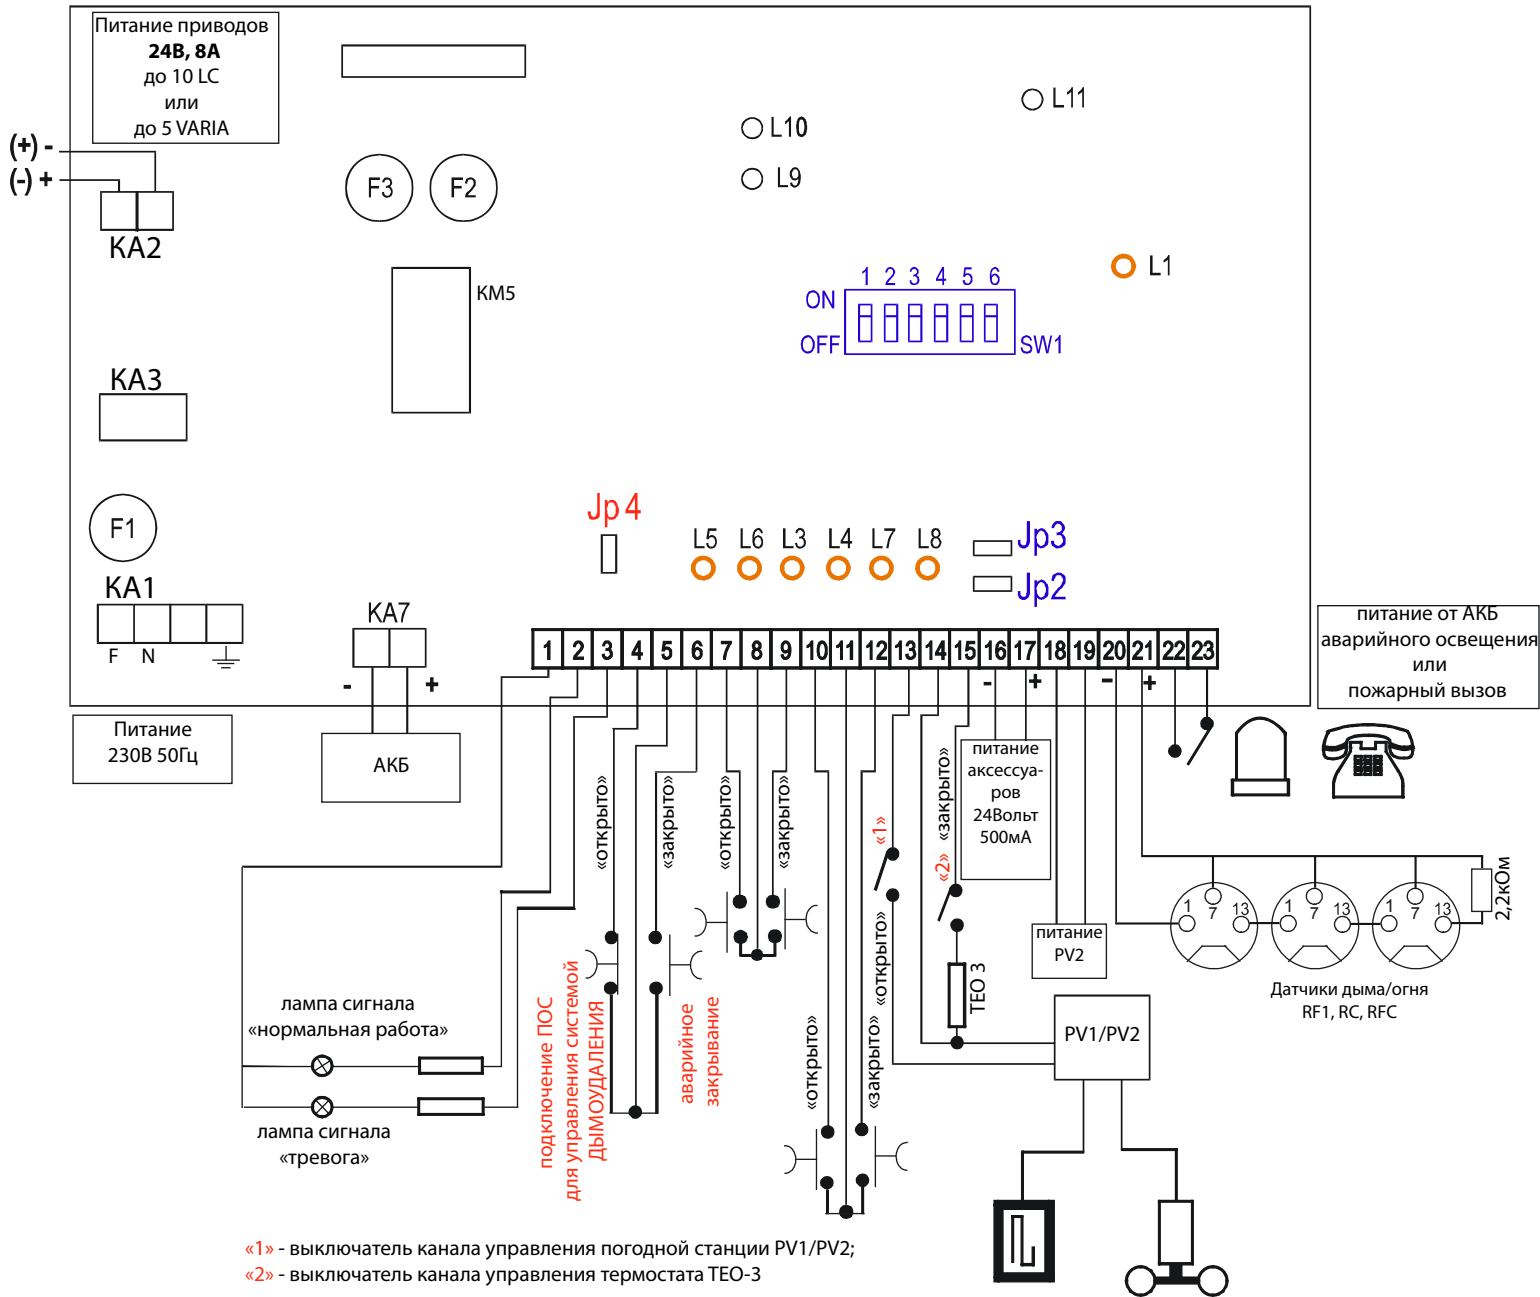 Питание приводов
24В, 8А
до 10 LC
или
до 5 VARIA
(+) -
(-) +
КА2
F3
F2
КМ5
L10
L9
L11
L1
1 2 3 4 5 6
ON
OFF
SW1
КА3
F1
КА1
F N
КА7
- +
Jp 4
L5 L6 L3 L4 L7 L8
Jp3
Jp2
1 2 3 4 5 6 7 8 9 10 11 12 13 14 15 16 17 18 19 20 21 22 23
- + - +
питание от АКБ
аварийного освещения
или
пожарный вызов
Питание
230В 50Гц
АКБ
«открыто»
«закрыто»
«открыто»
«закрыто»
«открыто»
«закрыто»
«1»
«открыто»
«2»
«закрыто»
питание
аксессуа-
ров
24Вольт
500мА
питание
PV2
ТЕО 3
PV1/PV2
1 7 13
1 7 13
1 7 13
2,2кОм
Датчики дыма/огня
RF1, RC, RFC
лампа сигнала
«нормальная работа»
лампа сигнала
«тревога»
подключение ПОС
для управления системой
ДЫМОУДАЛЕНИЯ
аварийное
закрывание
«1» - выключатель канала управления погодной станции PV1/PV2;
«2» - выключатель канала управления термостата ТЕО-3